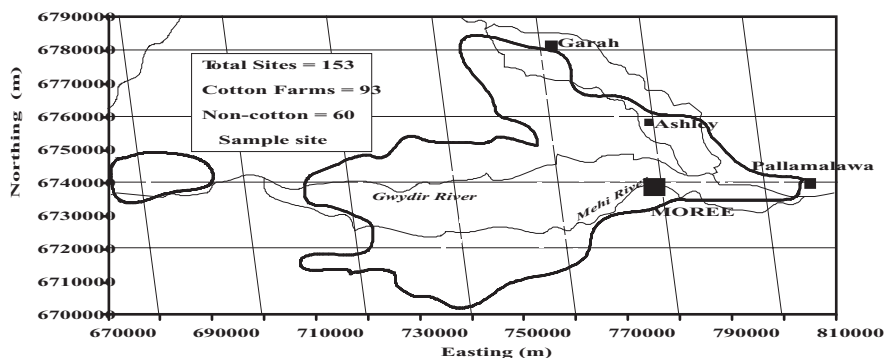 6790000
6780000
6770000
6760000
6750000
6740000
6730000
6720000
6710000
6700000
Northing (m)
Total Sites = 153
Cotton Farms = 93
Non-cotton = 60
Sample site
Garah
Ashley
Pallamalawa
Gwydir River
Mehi River
MOREE
670000 690000 710000 730000 750000 770000 790000 810000
Easting (m)